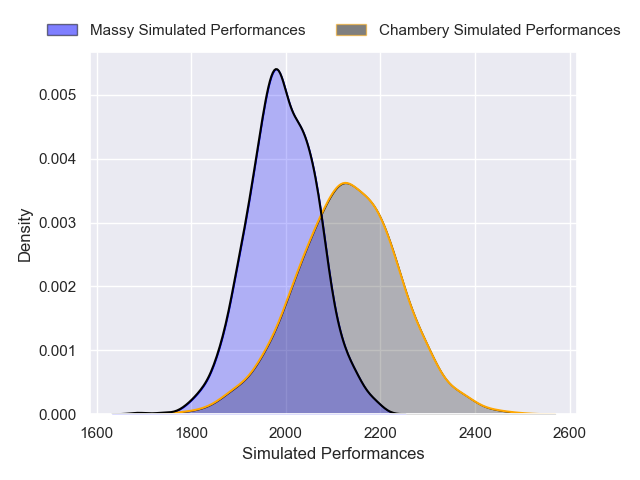 Massy Simulated Performances Chambery Simulated Performances
0.005
0.004
0.003
0.002
0.001
0.000
Density
1600 1800 2000 2200 2400 2600
Simulated Performances